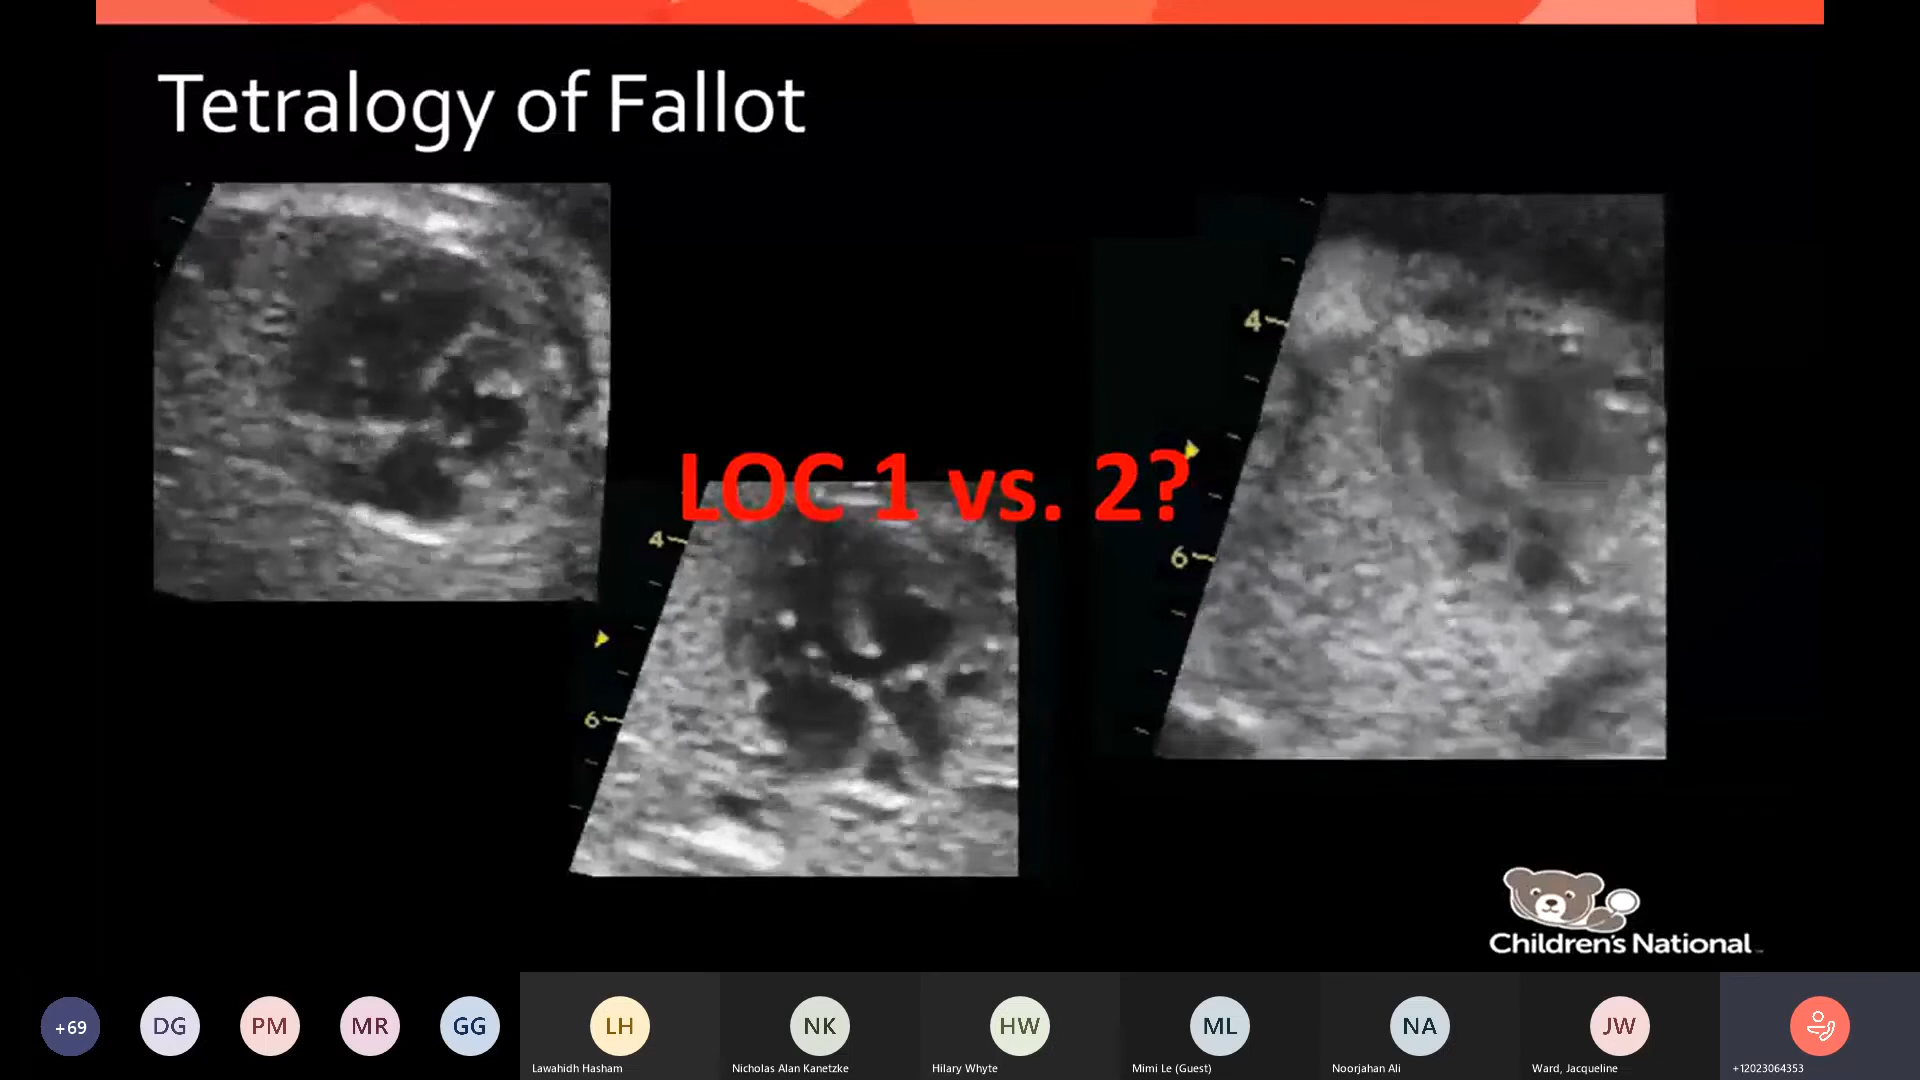 Tetralogy of Fallot
4
LOC 1 vs. 2?
4
6
6
Children's National
+69
DG
PM
MR
GG
LH
NK
HW
ML
NA
JW
Lawahidh Hasham
Nicholas Alan Kanetzke
Hilary Whyte
Mimi Le (Guest)
Noorjahan Ali
Ward, Jacqueline
+12023064353